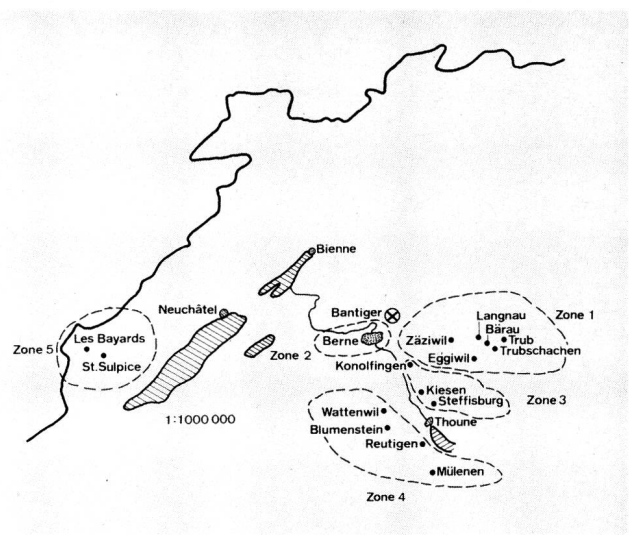 Bienne
Neuchâtel
Bantiger
Zone 1
Langnau
Bärau
Trub
Zäziwil
Trubschachen
Les Bayards
Zone 5
St.Sulpice
Berne
Zone 2
Eggiwil
Konolfingen
Kiesen
Steffisburg
Zone 3
1:1000 000
Wattenwil
Blumenstein
Thoune
Reutigen
Mülenen
Zone 4